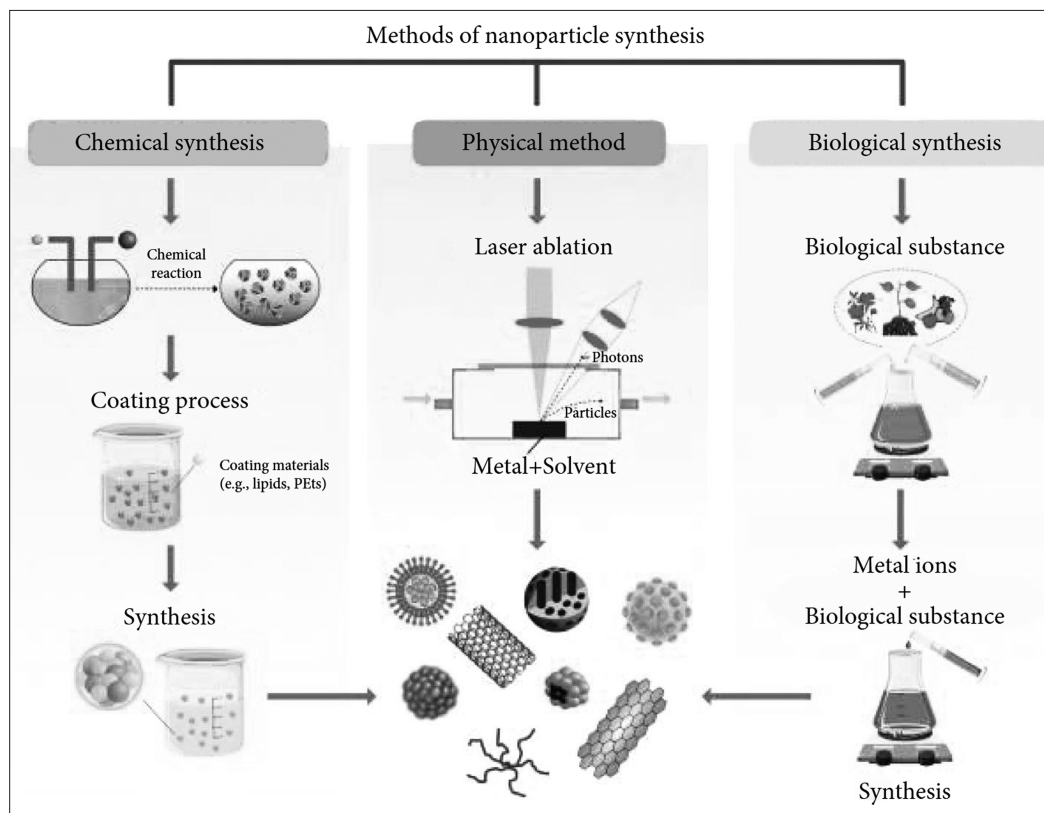 Methods of nanoparticle synthesis
Chemical synthesis
Chemical
reaction
Coating process
Coating materials
(e.g., lipids, PEts)
Synthesis
Physical method
Laser ablation
Photons
Particles
Metal+Solvent
Biological synthesis
Biological substance
Metal ions
+
Biological substance
Synthesis